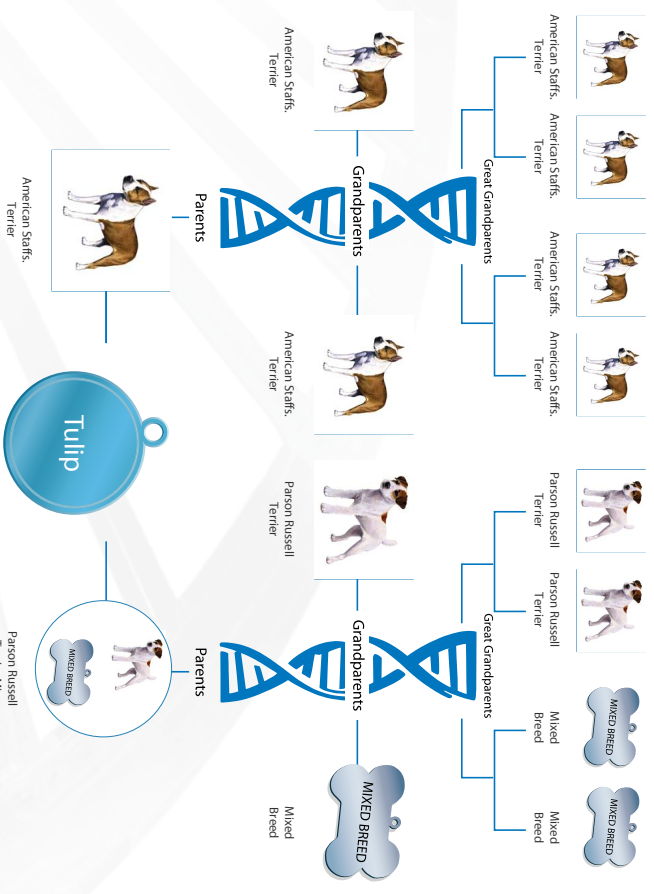 MIXED BREED
MIXED BREED
American Staffs.
Terrier
American Staffs.
Terrier
American Staffs.
Terrier
American Staffs.
Terrier
Parson Russell
Terrier
Parson Russell
Terrier
Mixed
Breed
Mixed
Breed
Great Grandparents
Great Grandparents
MIXED BREED
Grandparents
Grandparents
American Staffs.
Terrier
American Staffs.
Terrier
Parson Russell
Terrier
Mixed
Breed
Parents
Parents
Tulip
MIXED BREED
American Staffs.
Terrier
Parson Russell